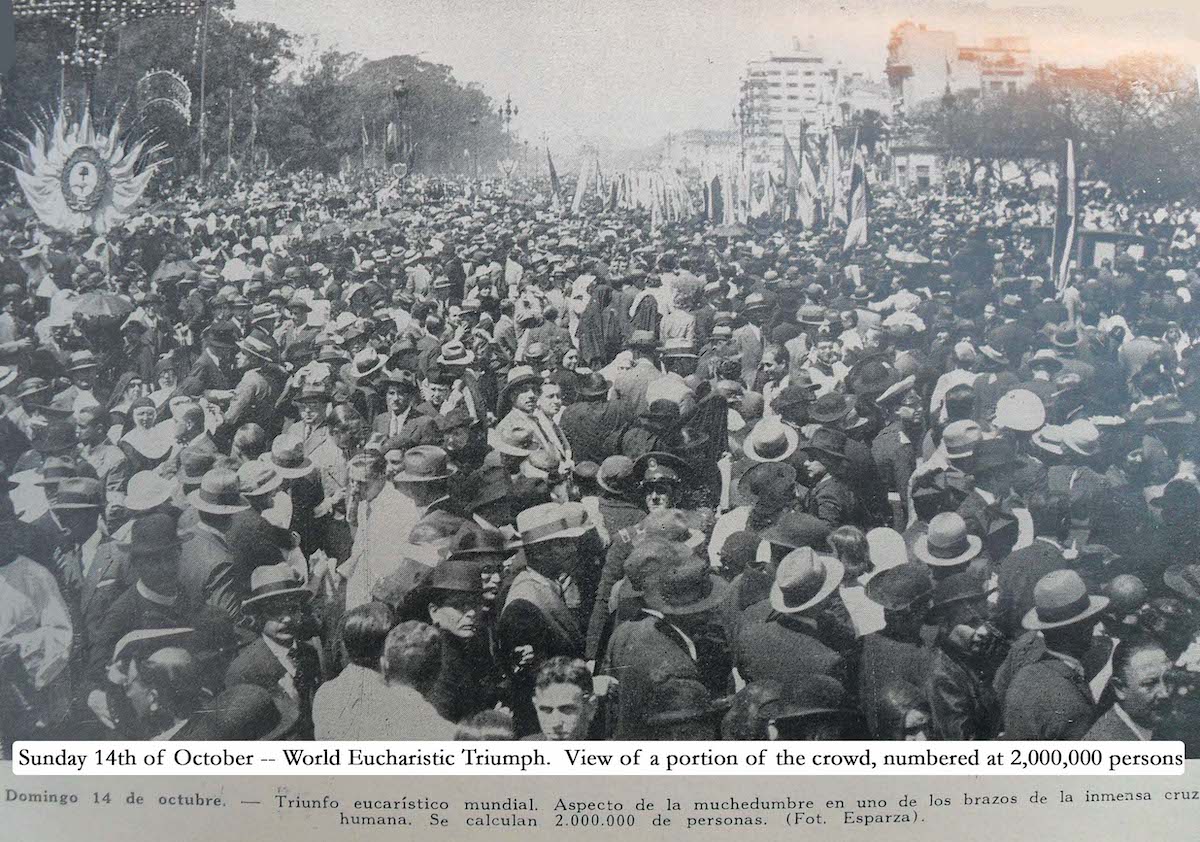 Sunday 14th of October -- World Eucharistic Triumph. View of a portion of the crowd, numbered at 2,000,000 persons
Domingo 14 de octubre. — Triunfo eucarístico mundial. Aspecto de la muchedumbre en uno de los brazos de la inmensa cruz
humana. Se calculan 2.000.000 de personas. (Fot. Esparza).